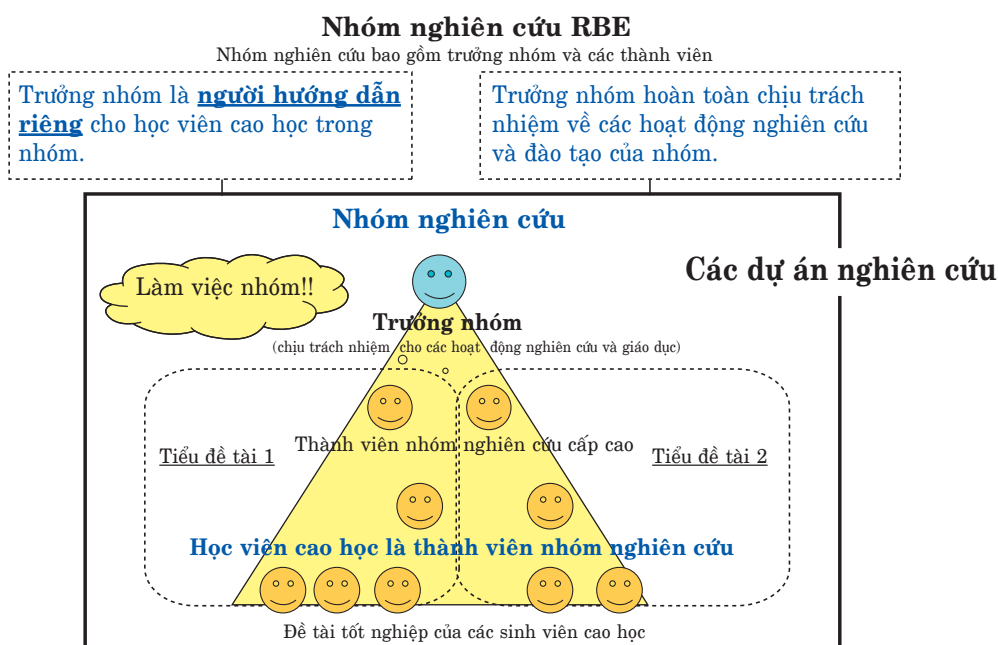 Nhóm nghiên cứu RBE
Nhóm nghiên cứu bao gồm trưởng nhóm và các thành viên
Trưởng nhóm là người hướng dẫn
riêng cho học viên cao học trong
nhóm.
Trưởng nhóm hoàn toàn chịu trách
nhiệm về các hoạt động nghiên cứu
và đào tạo của nhóm.
Nhóm nghiên cứu
Các dự án nghiên cứu
Làm việc nhóm!!
Trưởng nhóm
(chịu trách nhiệm cho các hoạt động nghiên cứu và giáo dục)
Thành viên nhóm nghiên cứu cấp cao
Tiểu đề tài 1
Tiểu đề tài 2
Học viên cao học là thành viên nhóm nghiên cứu
Đề tài tốt nghiệp của các sinh viên cao học